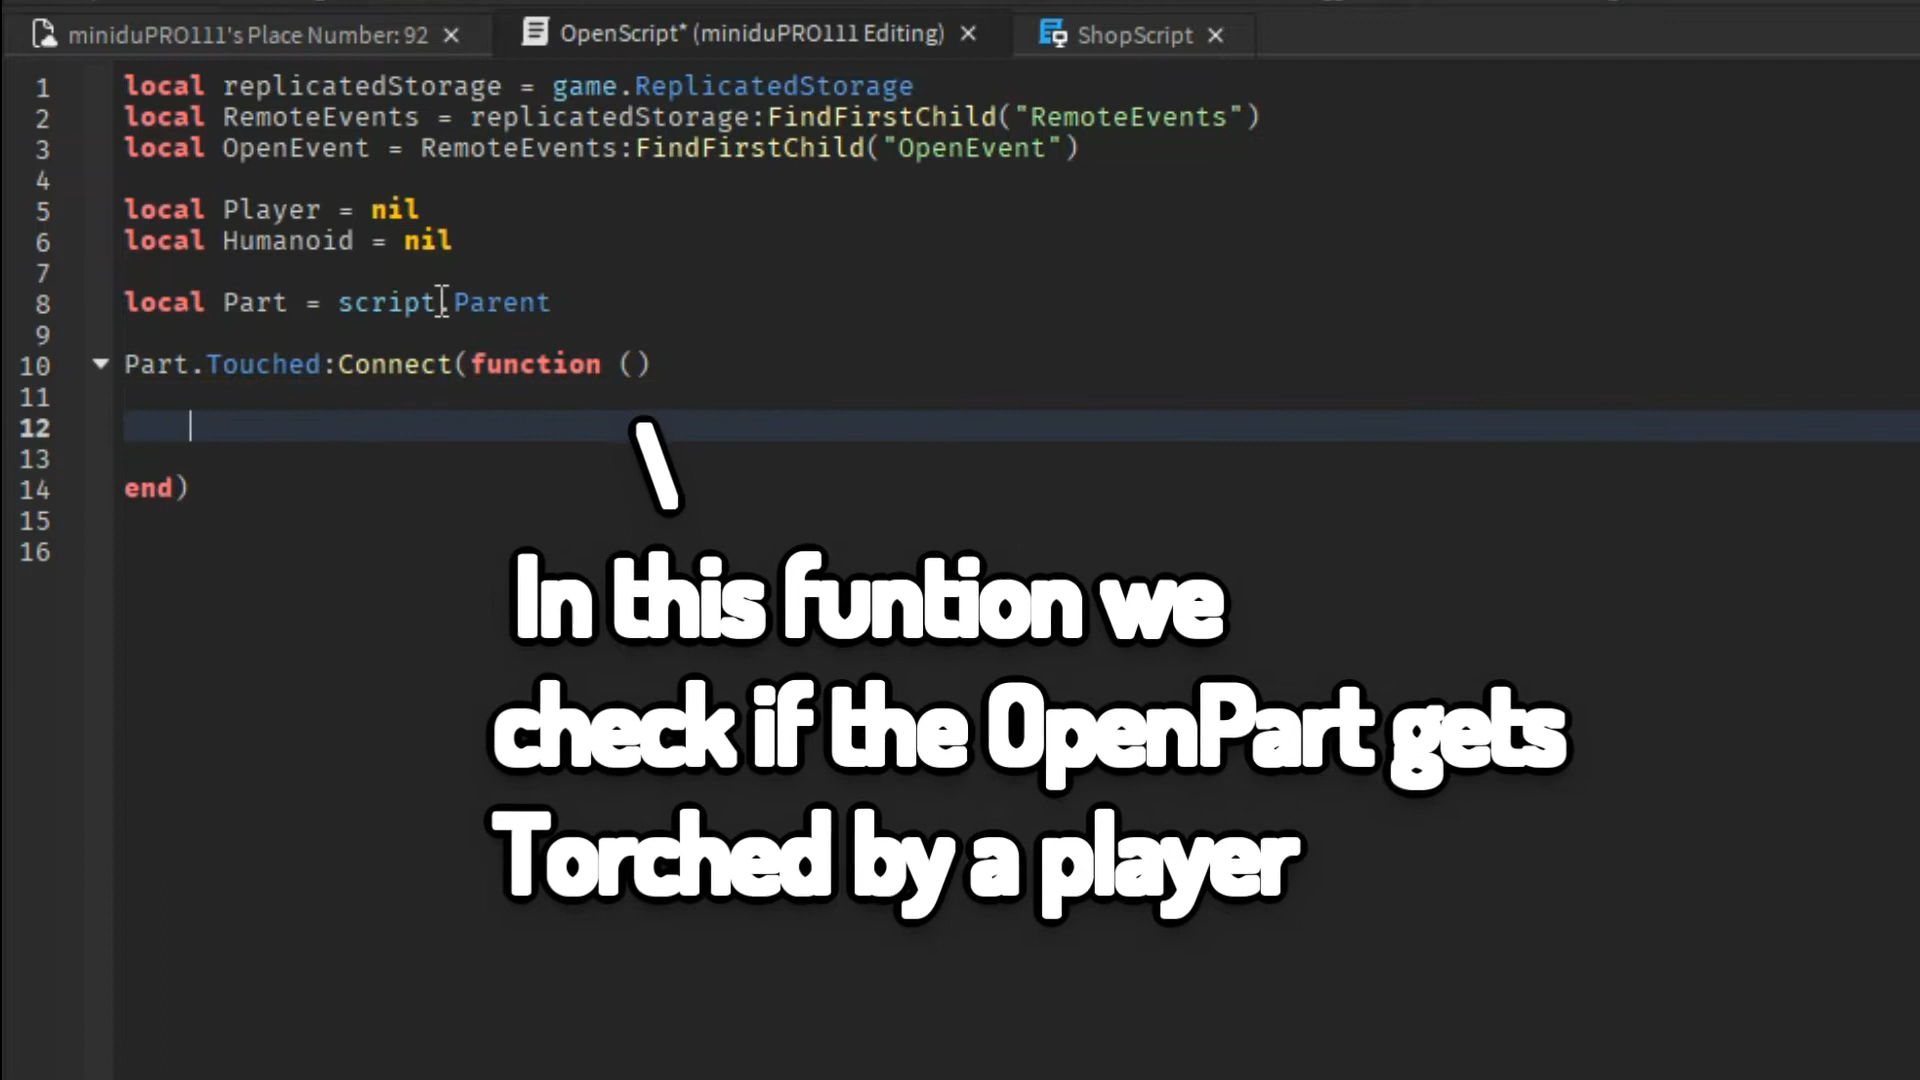 miniduPRO111's Place Number: 92 ×
OpenScript* (miniduPRO111 Editing) ×
ShopScript ×
1 local replicatedStorage = game.ReplicatedStorage
2 local RemoteEvents = replicatedStorage:FindFirstChild("RemoteEvents")
3 local OpenEvent = RemoteEvents:FindFirstChild("OpenEvent")
4
5 local Player = nil
6 local Humanoid = nil
7
8 local Part = script.Parent
9
10 Part.Touched:Connect(function ()
11
12
13
14 end)
15
16
\
In this funtion we
check if the OpenPart gets
Torched by a player